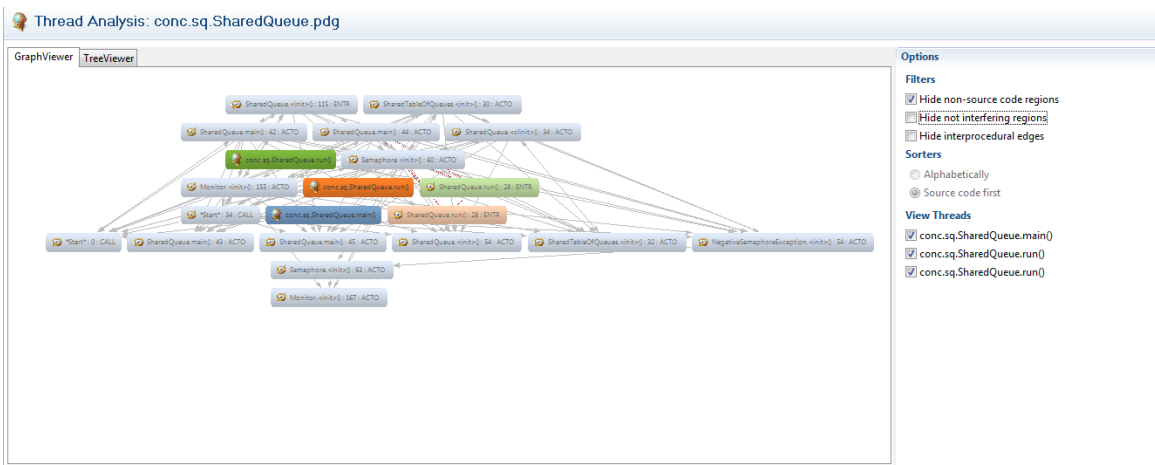 Thread Analysis: conc.sq.SharedQueue.pdg
GraphViewer
TreeViewer
SharedQueue.<init>() : 115 : ENTR
SharedTableOfQueues.<init>() : 30 : ACTO
SharedQueue.main() : 42 : ACTO
SharedQueue.main() : 44 : ACTO
SharedQueue.<clinit>() : 34 : ACTO
conc.sq.SharedQueue.run()
Semaphore.<init>() : 60 : ACTO
Monitor.<init>() : 155 : ACTO
conc.sq.SharedQueue.run()
SharedQueue.run() : 28 : ENTR
*Start* : 34 : CALL
conc.sq.SharedQueue.main()
SharedQueue.run() : 28 : ENTR
*Start* : 0 : CALL
SharedQueue.main() : 43 : ACTO
SharedQueue.main() : 45 : ACTO
SharedQueue.<init>() : 54 : ACTO
SharedTableOfQueues.<init>() : 32 : ACTO
NegativeSemaphoreException.<init>() : 54 : ACTO
Semaphore.<init>() : 63 : ACTO
Monitor.<init>() : 167 : ACTO
Options
Filters
Hide non-source code regions
Hide not interfering regions
Hide interprocedural edges
Sorters
Alphabetically
Source code first
View Threads
conc.sq.SharedQueue.main()
conc.sq.SharedQueue.run()
conc.sq.SharedQueue.run()